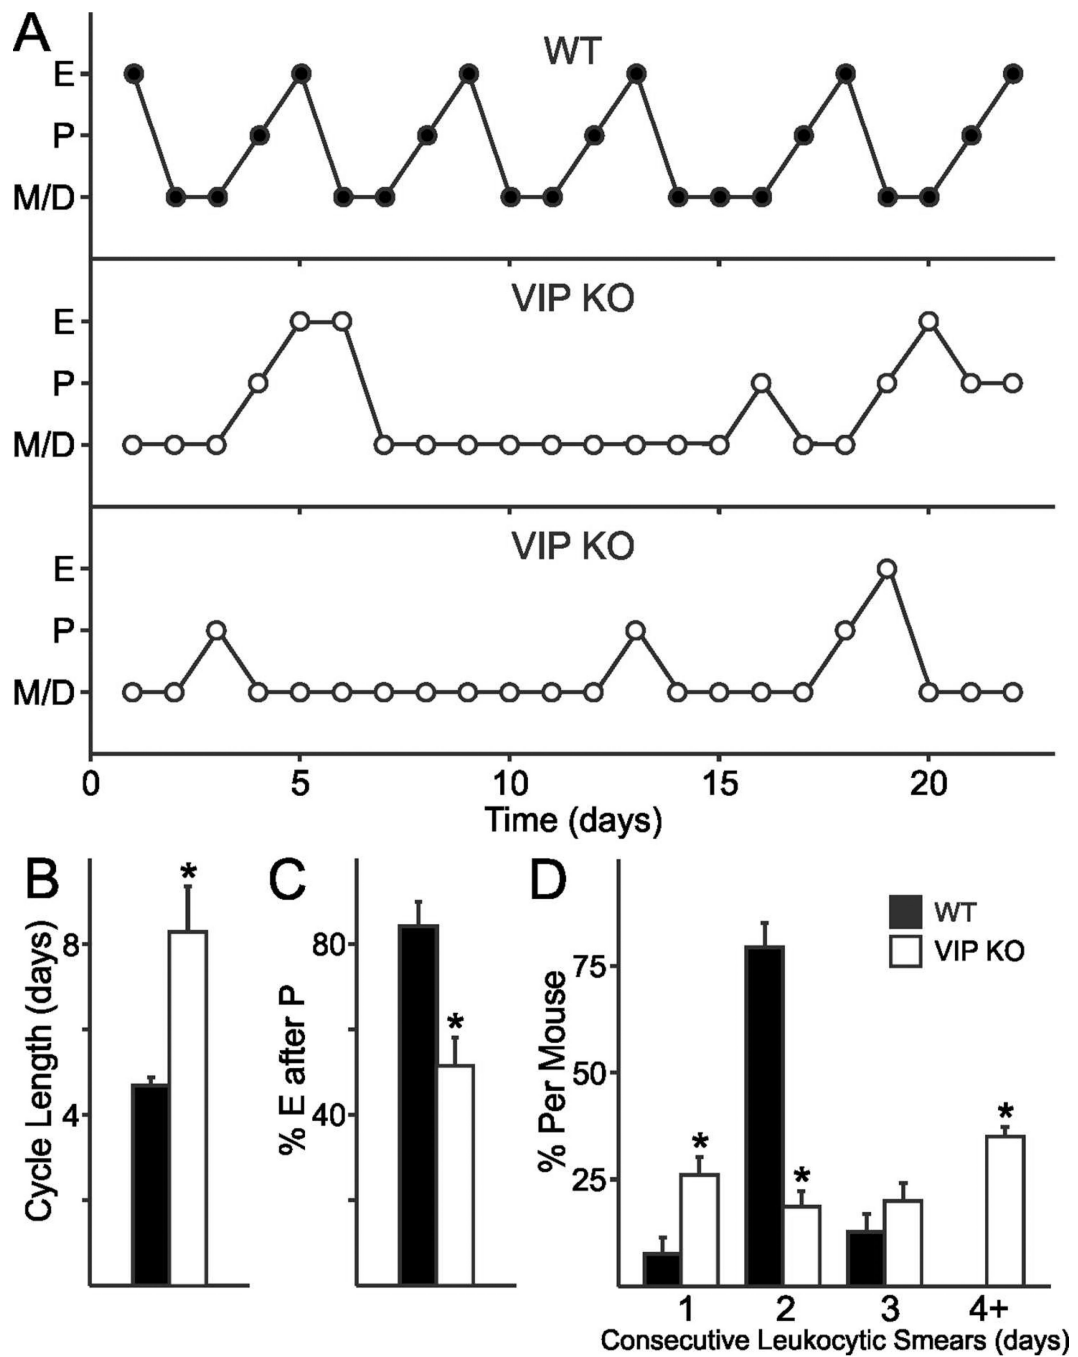 A
WT
E
P
M/D
VIP KO
E
P
M/D
VIP KO
E
P
M/D
0 5 10 15 20
Time (days)
B
*
8
4
Cycle Length (days)
C
80
*
40
% E after P
D
WT
VIP KO
75
50
25
% Per Mouse
* * *
1 2 3 4+
Consecutive Leukocytic Smears (days)